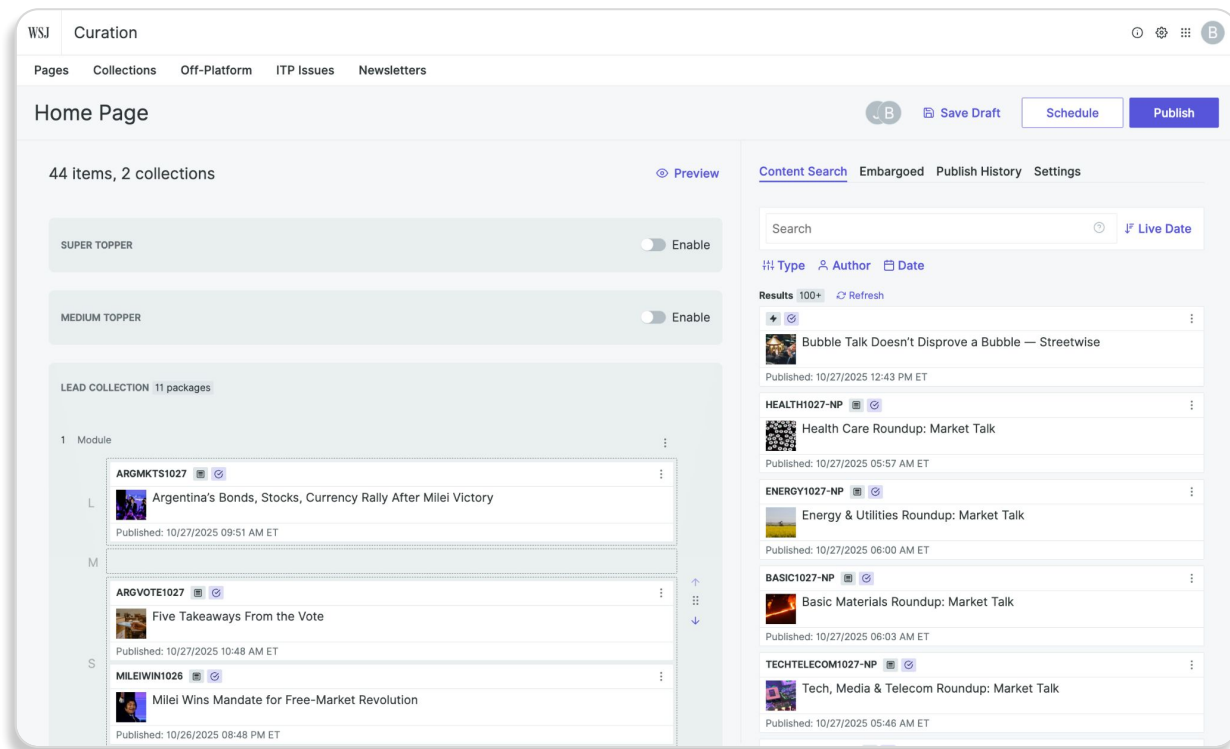 WSJ Curation
B
Pages Collections Off-Platform ITP Issues Newsletters
Home Page
J B Save Draft Schedule Publish
44 items, 2 collections
Preview
SUPER TOPPER Enable
MEDIUM TOPPER Enable
LEAD COLLECTION 11 packages
1 Module
L
ARGMKTS1027
Argentina’s Bonds, Stocks, Currency Rally After Milei Victory
Published: 10/27/2025 09:51 AM ET
M
S
ARGVOTE1027
Five Takeaways From the Vote
Published: 10/27/2025 10:48 AM ET
MILEIWIN1026
Milei Wins Mandate for Free-Market Revolution
Published: 10/26/2025 08:48 PM ET
Content Search Embargoed Publish History Settings
Search Live Date
Type Author Date
Results 100+ Refresh
Bubble Talk Doesn’t Disprove a Bubble — Streetwise
Published: 10/27/2025 12:43 PM ET
HEALTH1027-NP
Health Care Roundup: Market Talk
Published: 10/27/2025 05:57 AM ET
ENERGY1027-NP
Energy & Utilities Roundup: Market Talk
Published: 10/27/2025 06:00 AM ET
BASIC1027-NP
Basic Materials Roundup: Market Talk
Published: 10/27/2025 06:03 AM ET
TECHTELECOM1027-NP
Tech, Media & Telecom Roundup: Market Talk
Published: 10/27/2025 05:46 AM ET